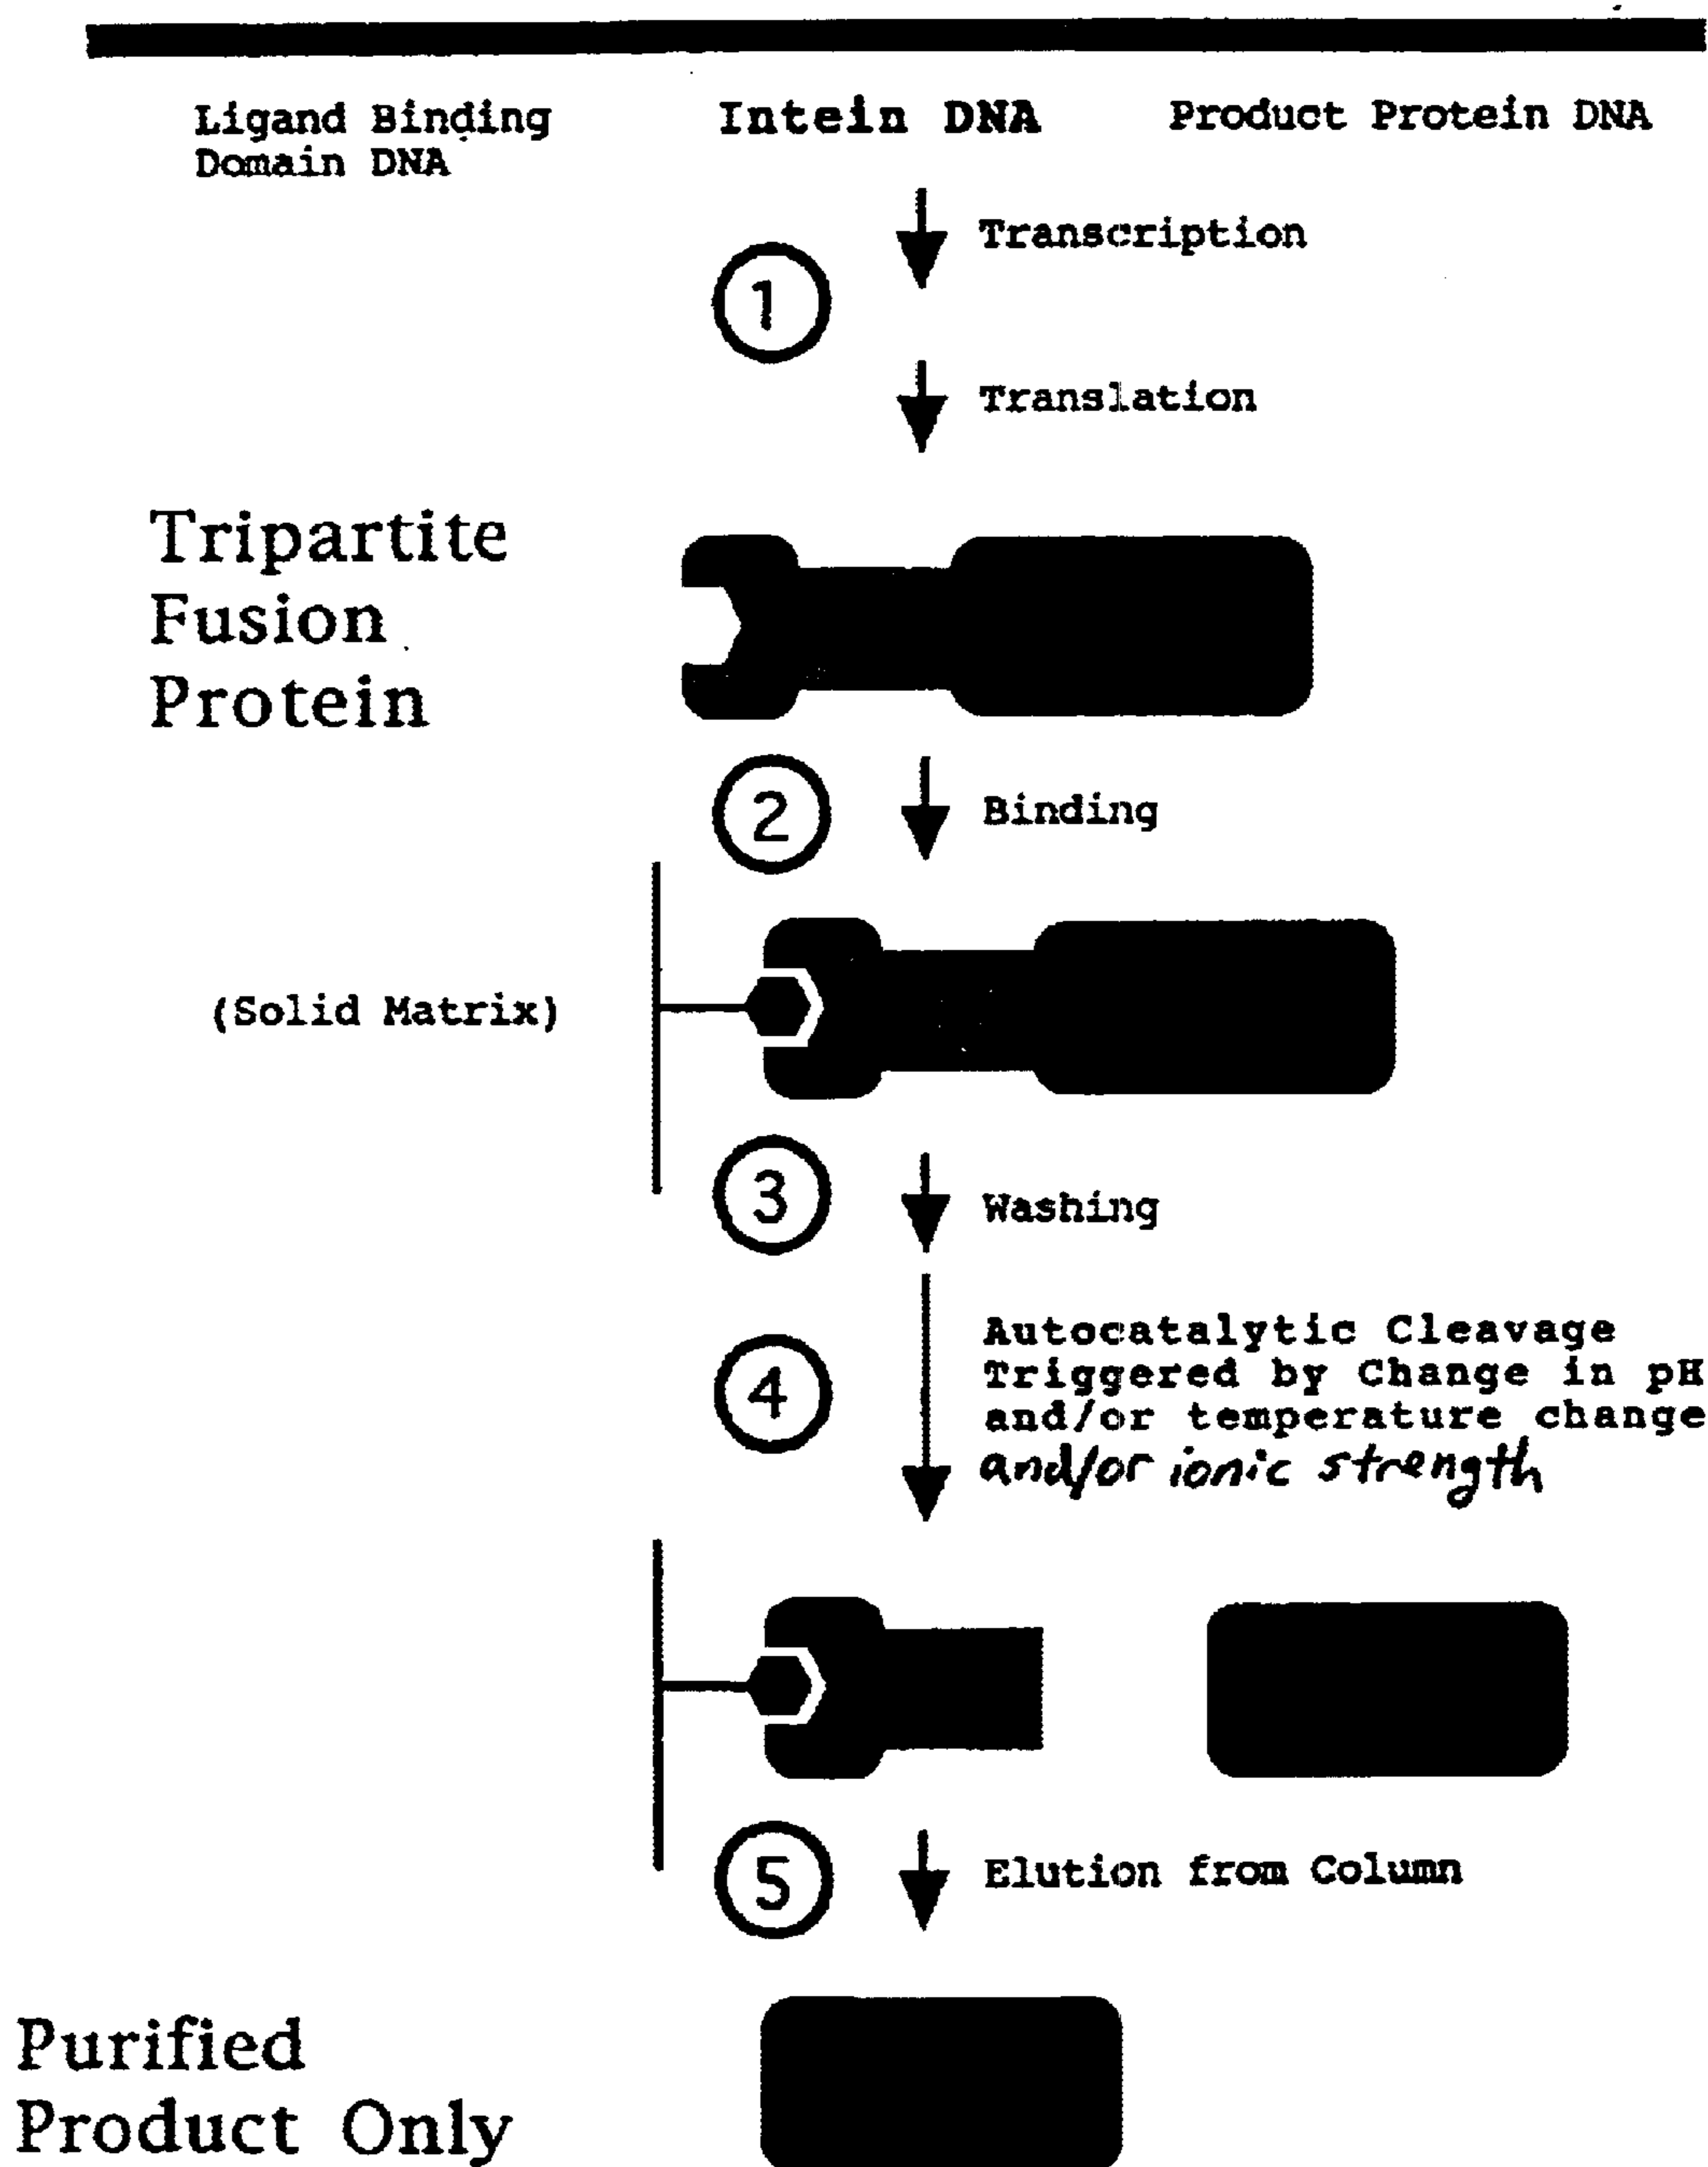 Ligand Binding
Domain DNA
Intein DNA
Product Protein DNA
Transcription
1
Translation
Tripartite
Fusion
Protein
2
Binding
(Solid Matrix)
3
Washing
4
Autocatalytic Cleavage
Triggered by Change in pH
and/or temperature change
and/or ionic strength
5
Elution from Column
Purified
Product Only